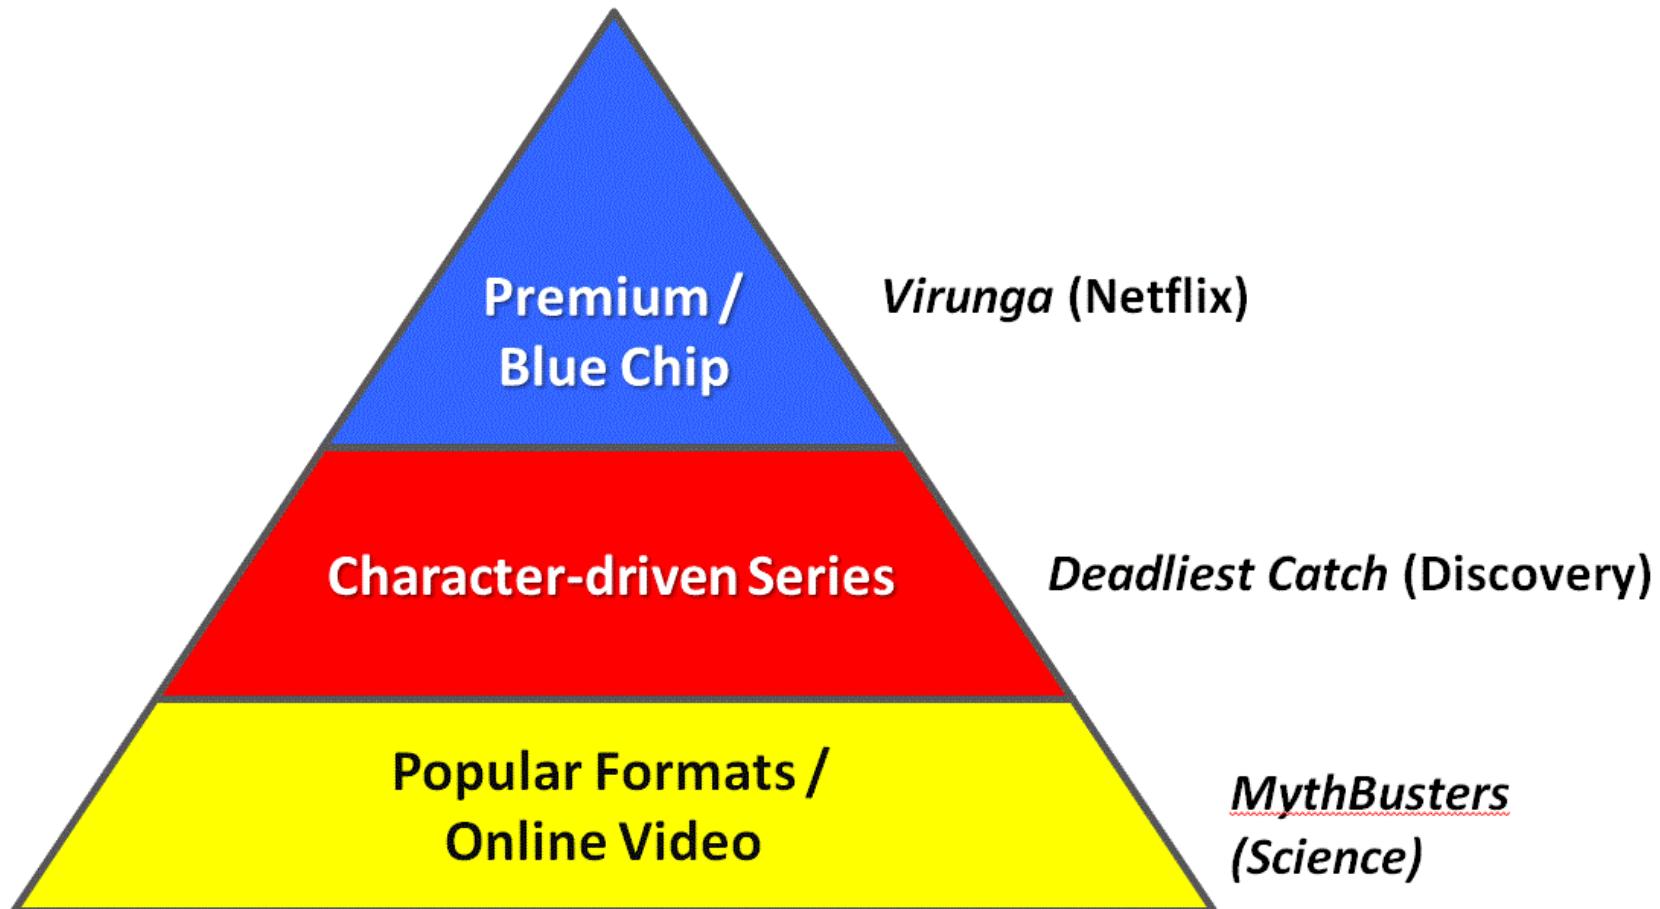 Premium /
Blue Chip
Virunga (Netflix)
Character-driven Series
Deadliest Catch (Discovery)
Popular Formats /
Online Video
MythBusters
(Science)